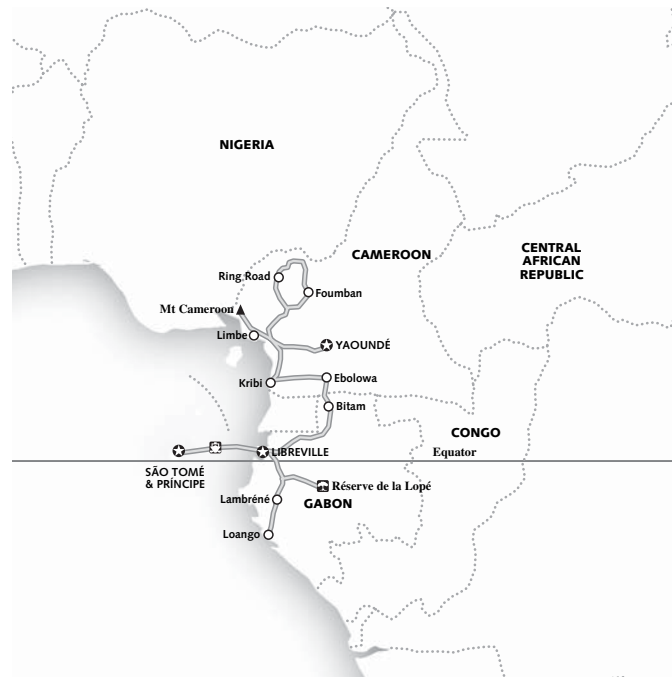 NIGERIA
CAMEROON
CENTRAL
AFRICAN
REPUBLIC
Ring Road
Foumban
Mt Cameroon
Limbe
YAOUNDÉ
Kribi
Ebolowa
Bitam
CONGO
LIBREVILLE
Equator
SÃO TOMÉ
& PRÍNCIPE
Réserve de la Lopé
Lambréné
GABON
Loango